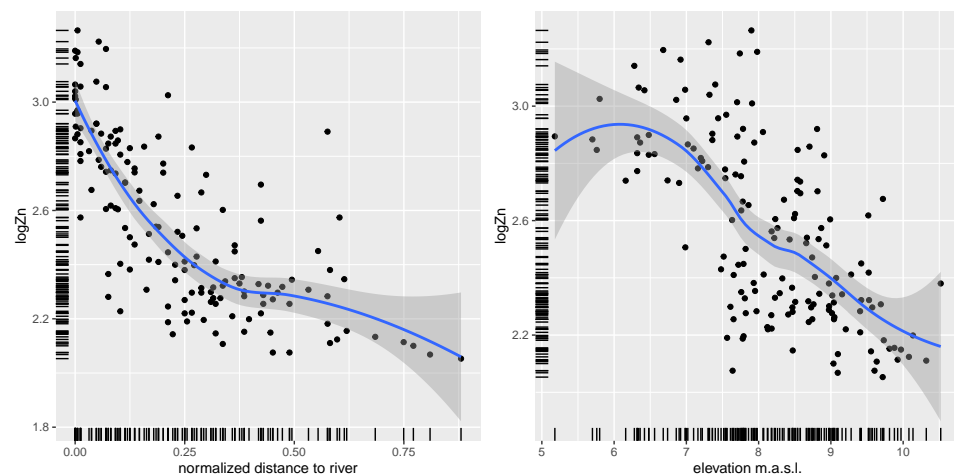 logZn
3.0
2.6
2.2
1.8
0.00 0.25 0.50 0.75
normalized distance to river
logZn
3.0
2.6
2.2
5 6 7 8 9 10
elevation m.a.s.l.